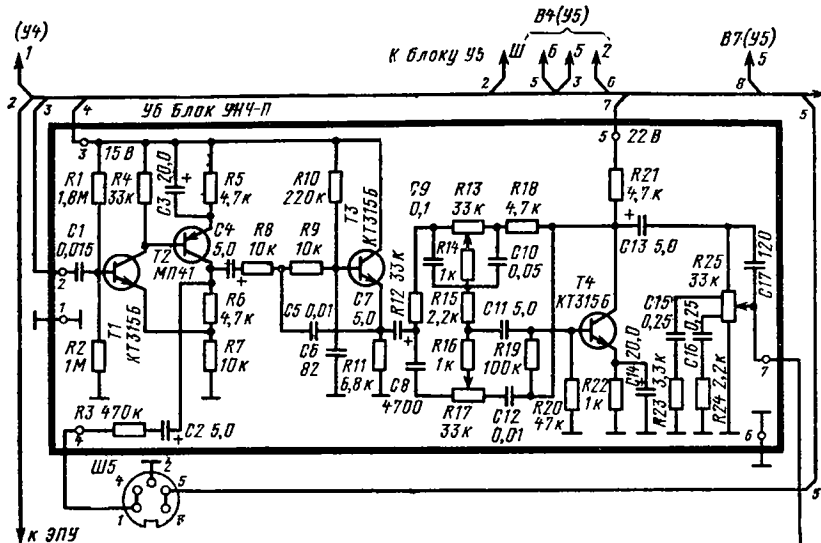 (У4)
1
К блоку У5
Ш
В4(У5)
6
5
2
В7(У5)
5
2
3
4
2
5
3
6
7
8
5
У6 Блок УНЧ-П
3
15 В
5
22 В
R1
1,8М
R4
33к
C3
20,0
R5
4,7к
R10
220к
T3
КТ315Б
C9
0,1
R13
33к
R18
4,7к
R21
4,7к
C1
0,015
C4
5,0
R8
10к
R9
10к
R14
1к
C10
0,05
C13 5,0
R25
33к
C17
120
T2
МП41
C7
5,0
R12
33к
R15
2,2к
C11 5,0
T4
КТ315Б
2
1
T1
КТ315Б
R6
4,7к
C5 0,01
C15
0,25
C16
0,25
R2
1М
R7
10к
C6
82
R11
6,8к
C8
4700
R16
1к
R19
100к
R22
1к
C14 20,0
R23
3,3к
R24
2,2к
7
R3 470к
4
C2 5,0
R17
33к
C12
0,01
R20
47к
6
Ш5
2
4
5
1
3
К ЭПУ